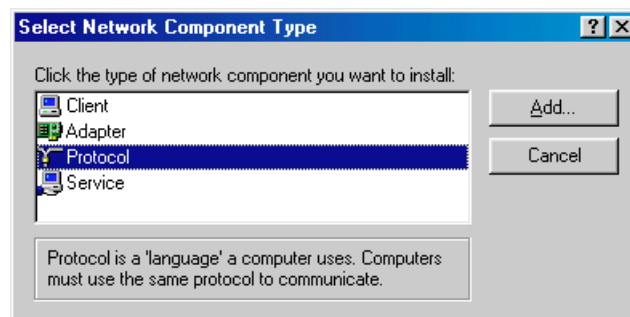 Select Network Component Type
Click the type of network component you want to install:
Client
Adapter
Protocol
Service
Add...
Cancel
Protocol is a 'language' a computer uses. Computers
must use the same protocol to communicate.